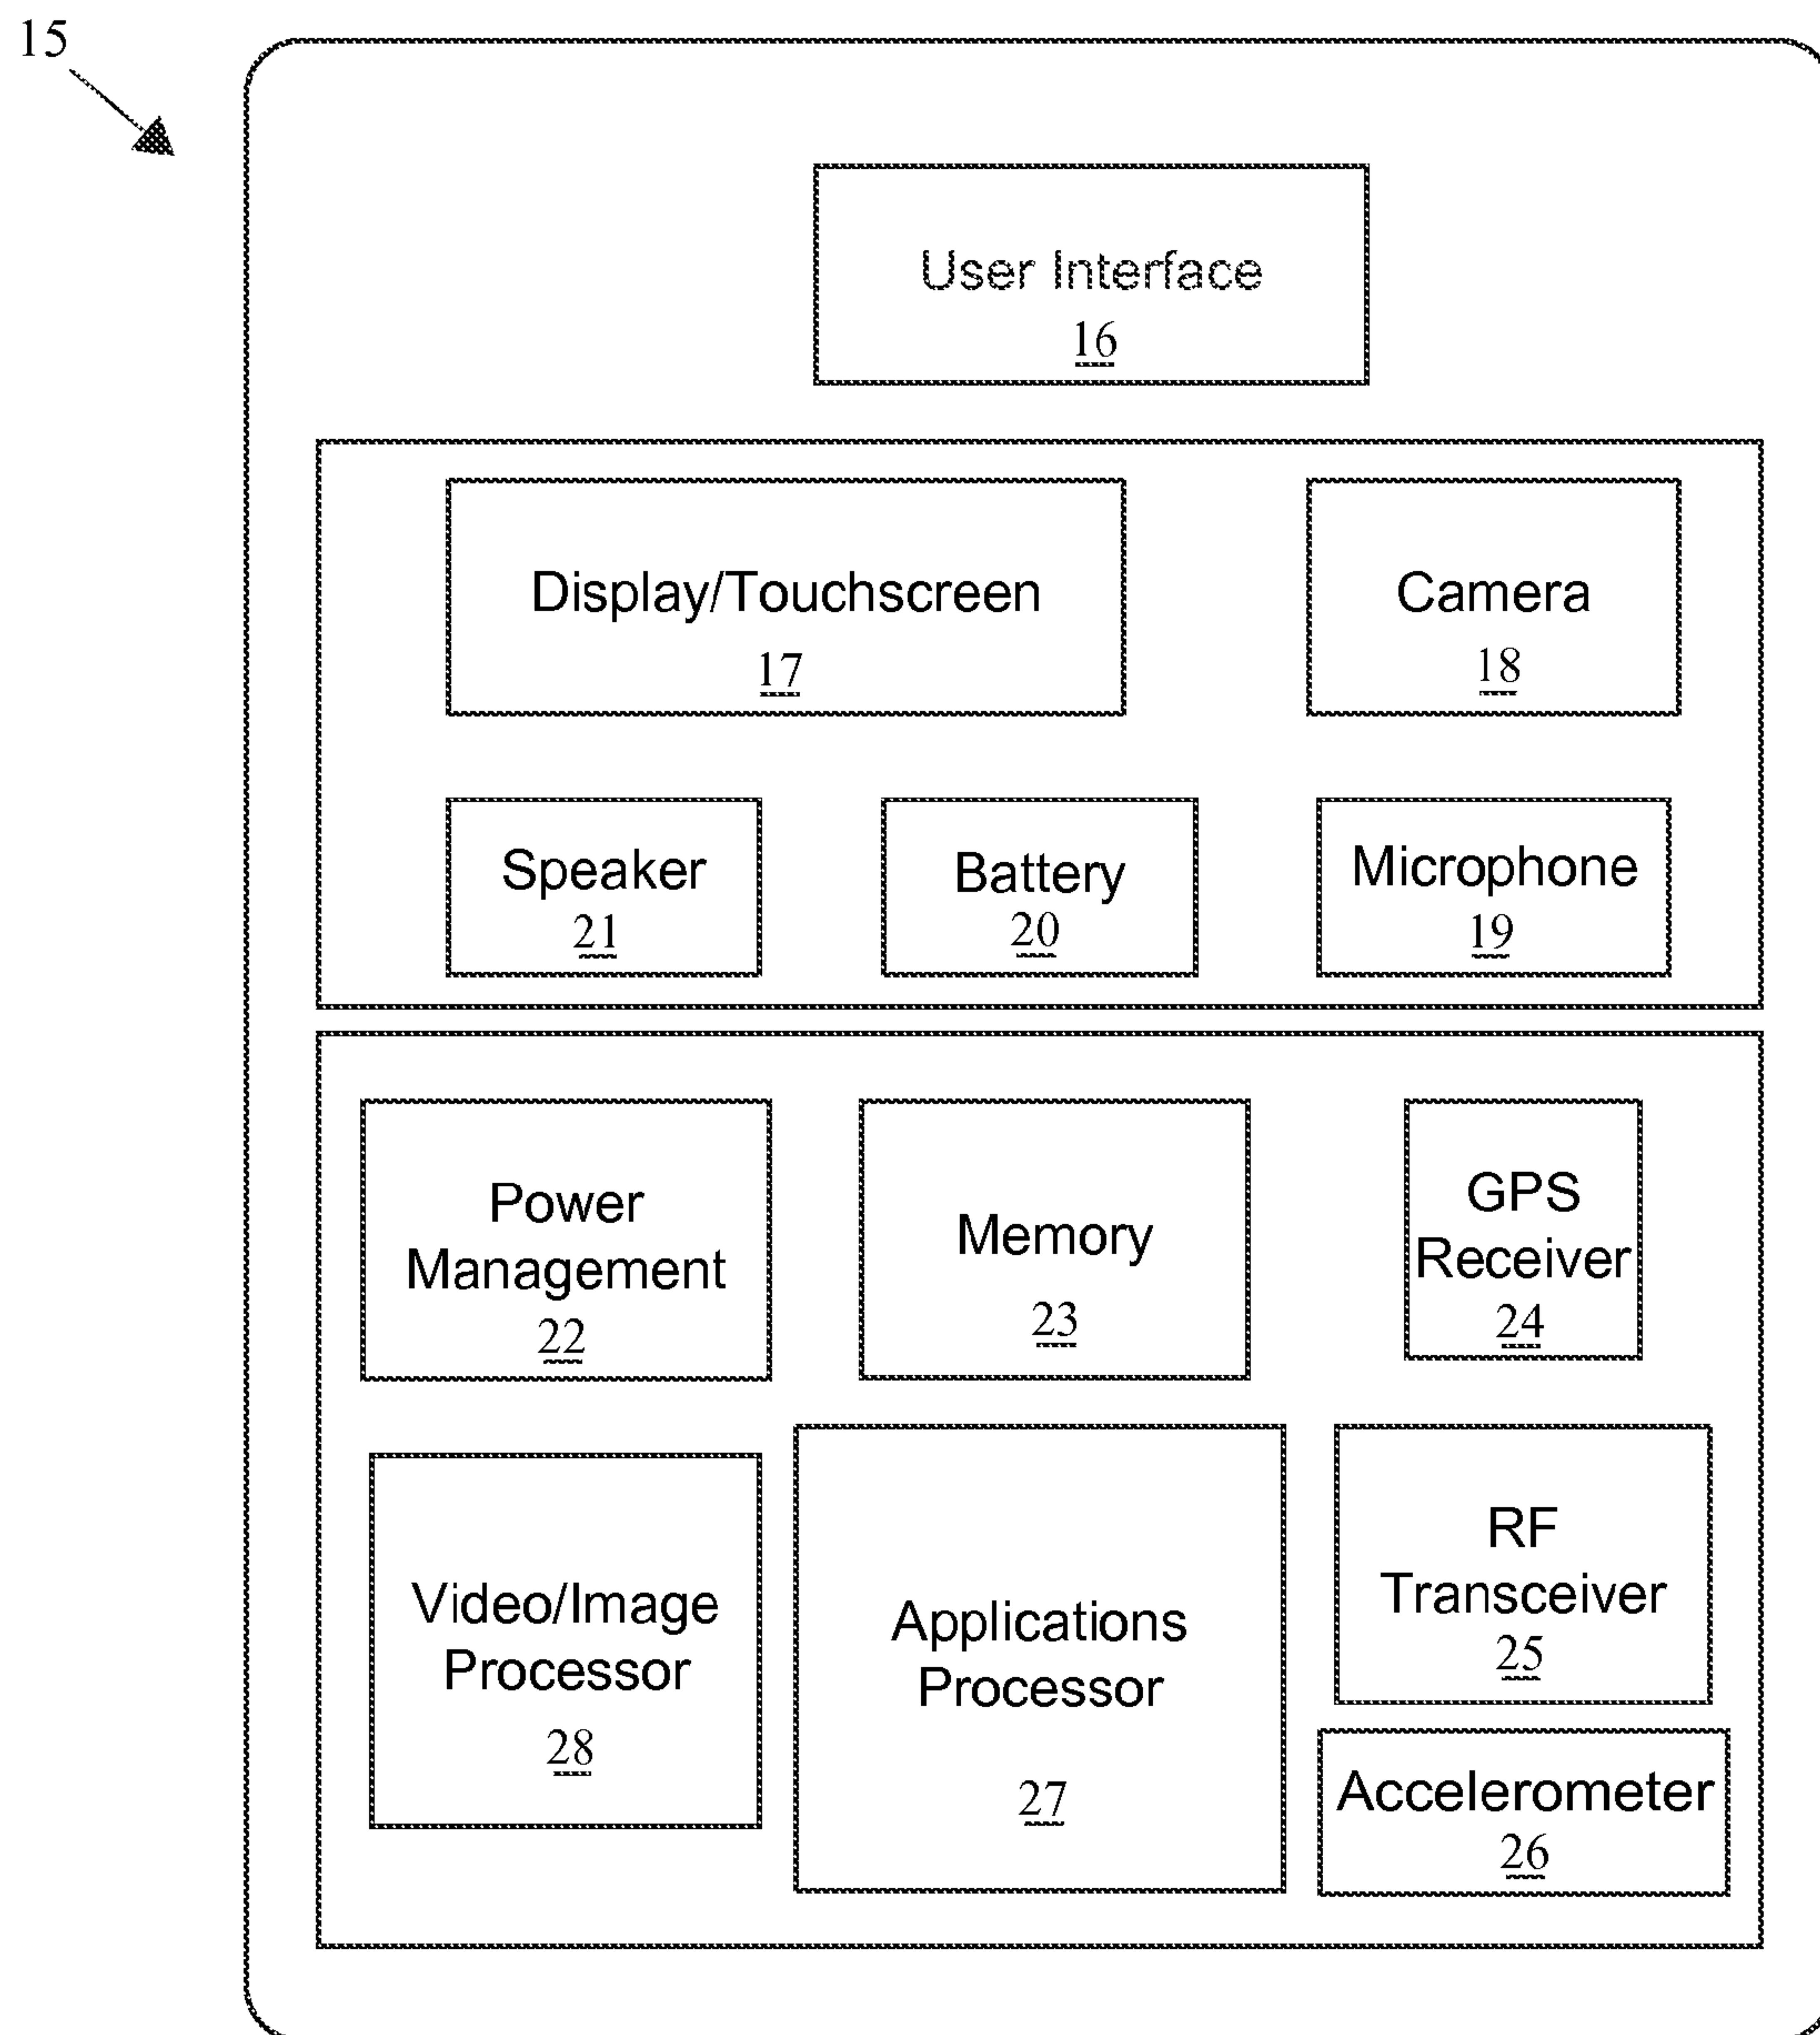 15
User Interface
16
Display/Touchscreen
17
Camera
18
Speaker
21
Battery
20
Microphone
19
Power
Management
22
Memory
23
GPS
Receiver
24
Video/Image
Processor
28
Applications
Processor
27
RF
Transceiver
25
Accelerometer
26